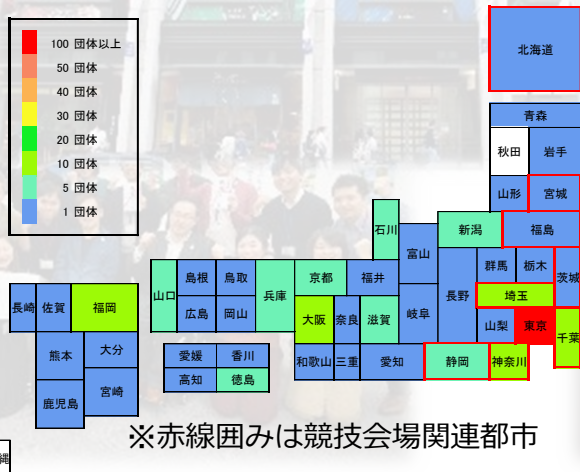 100 団体以上
50 団体
40 団体
30 団体
20 団体
10 団体
5 団体
1 団体
北海道
青森
秋田
岩手
山形
宮城
石川
新潟
福島
富山
群馬
栃木
茨城
島根
鳥取
京都
福井
長野
山口
兵庫
埼玉
長崎
佐賀
福岡
広島
岡山
大阪
奈良
滋賀
岐阜
山梨
東京
千葉
熊本
大分
愛媛
香川
和歌山
三重
愛知
静岡
神奈川
高知
徳島
鹿児島
宮崎
※赤線囲みは競技会場関連都市
縄